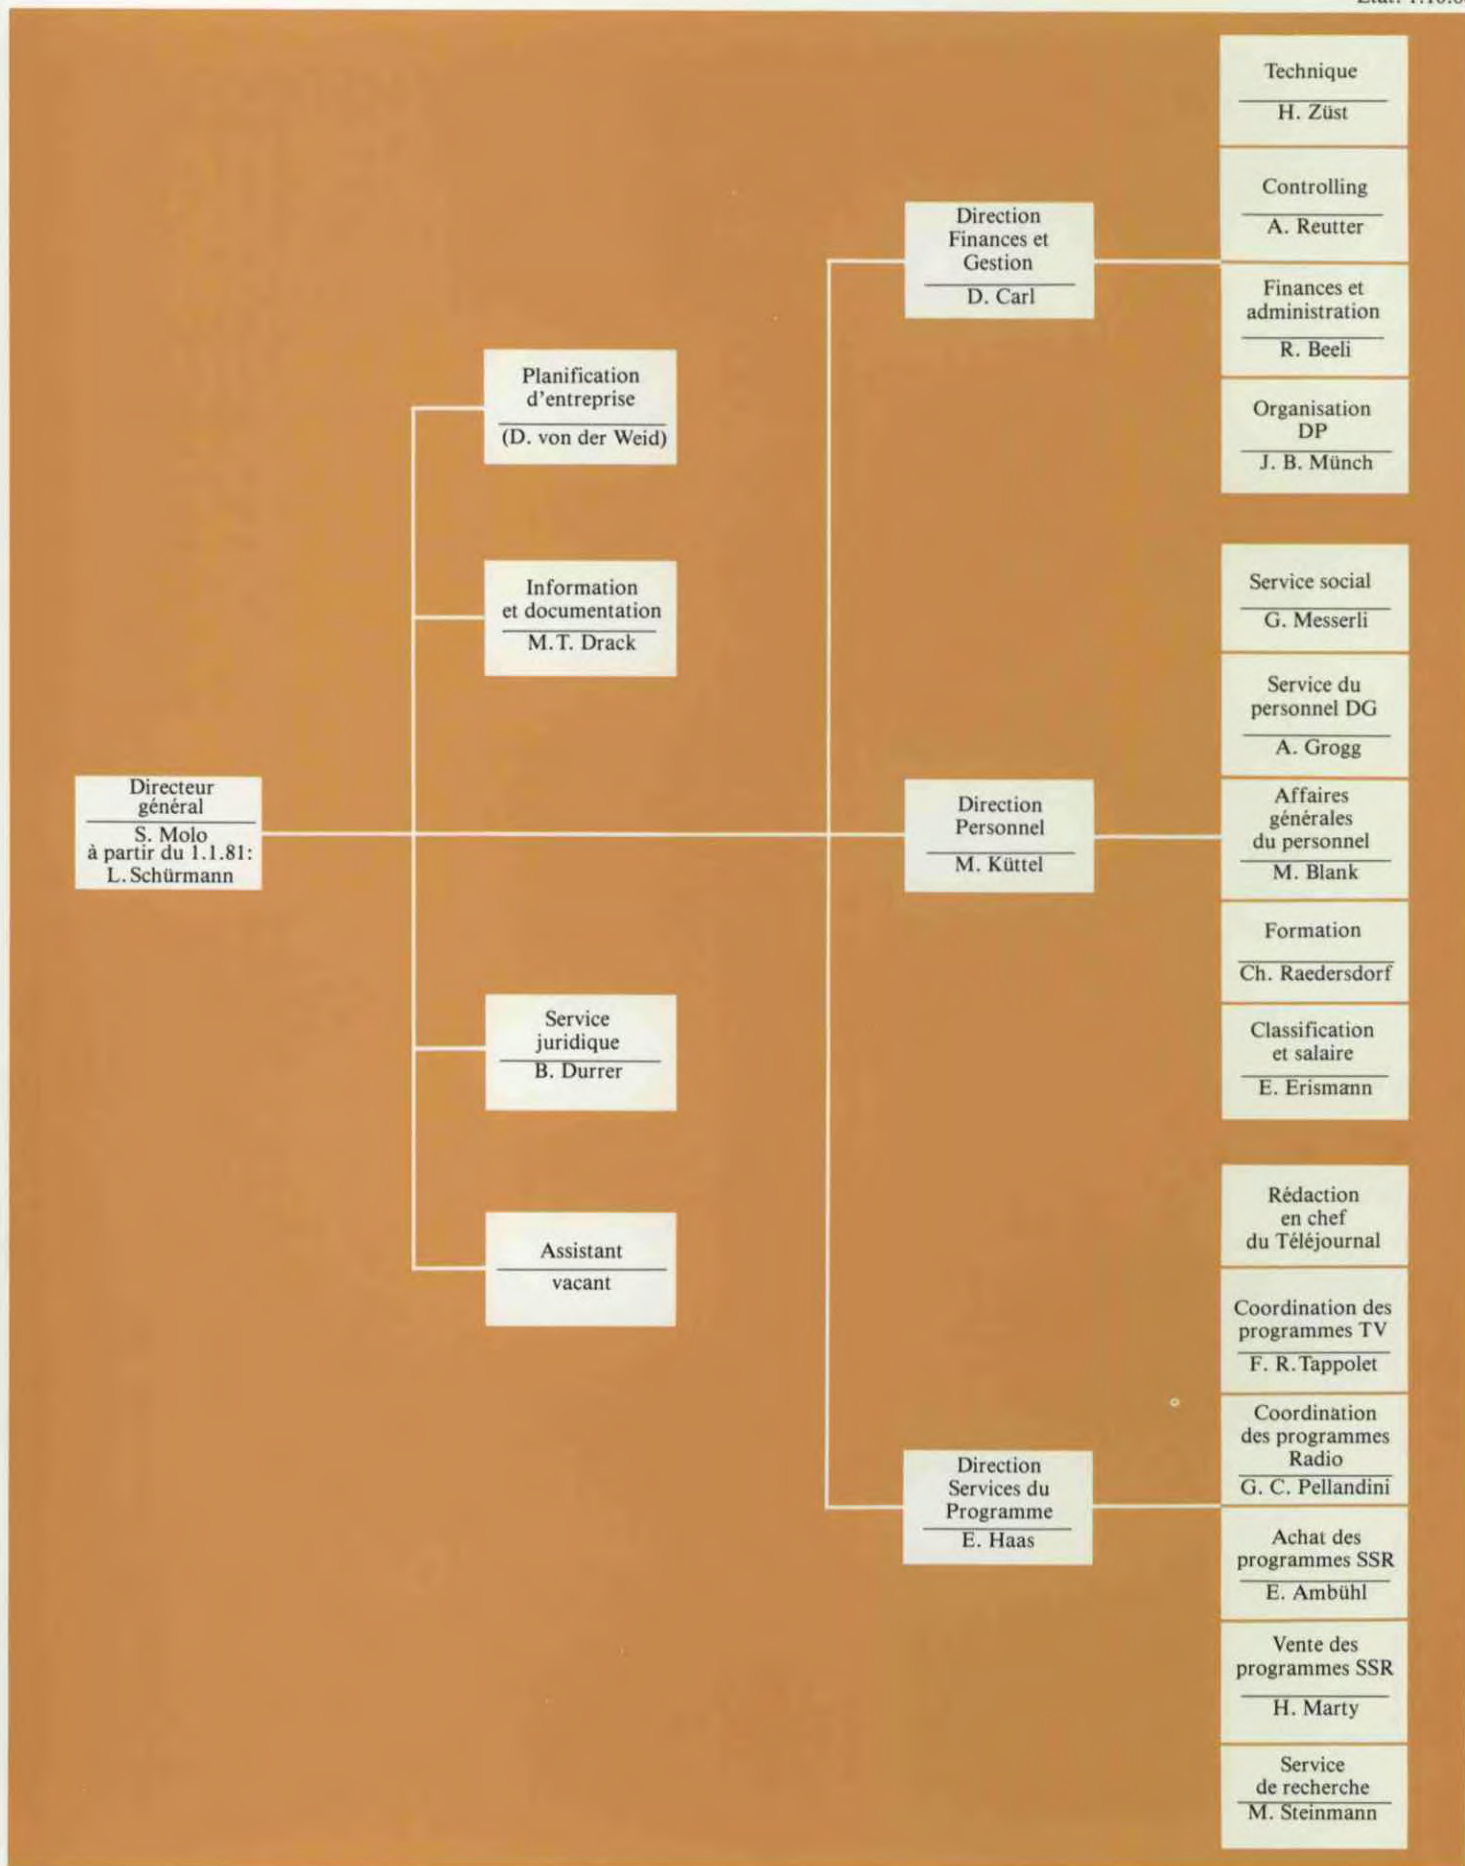 Technique
H. Züst
Controlling
A. Reutter
Direction
Finances et
Gestion
D. Carl
Finances et
administration
R. Beeli
Organisation
DP
J. B. Münch
Planification
d'entreprise
(D. von der Weid)
Information
et documentation
M.T. Drack
Service social
G. Messerli
Service du
personnel DG
A. Grogg
Directeur
général
S. Molo
à partir du 1.1.81:
L. Schürmann
Direction
Personnel
M. Küttel
Affaires
générales
du personnel
M. Blank
Formation
Ch. Raedersdorf
Classification
et salaire
E. Erismann
Service
juridique
B. Durrer
Assistant
vacant
Rédaction
en chef
du Téléjournal
Coordination des
programmes TV
F. R. Tappolet
Coordination
des programmes
Radio
G. C. Pellandini
Direction
Services du
Programme
E. Haas
Achat des
programmes SSR
E. Ambühl
Vente des
programmes SSR
H. Marty
Service
de recherche
M. Steinmann